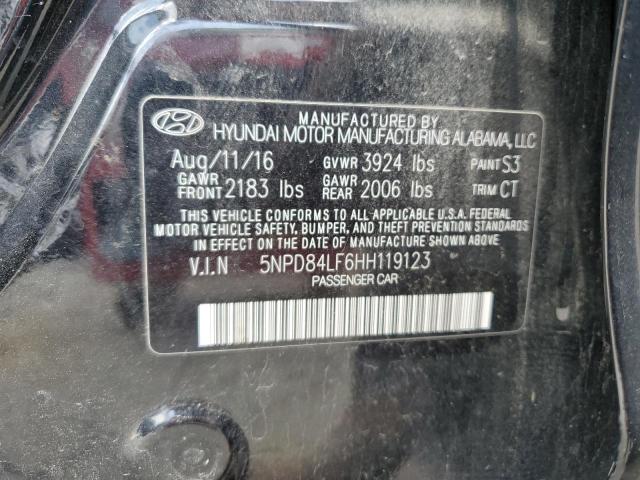 MANUFACTURED BY
HYUNDAI MOTOR MANUFACTURING ALABAMA, LLC
Aug/11/16 GVWR 3924 lbs PAINT S3
GAWR FRONT 2183 lbs GAWR REAR 2006 lbs TRIM CT
THIS VEHICLE CONFORMS TO ALL APPLICABLE U.S.A. FEDERAL
MOTOR VEHICLE SAFETY, BUMPER, AND THEFT PREVENTION STANDARDS
IN EFFECT ON THE DATE OF MANUFACTURE SHOWN ABOVE.
V.I.N 5NPD84LF6HH119123
PASSENGER CAR